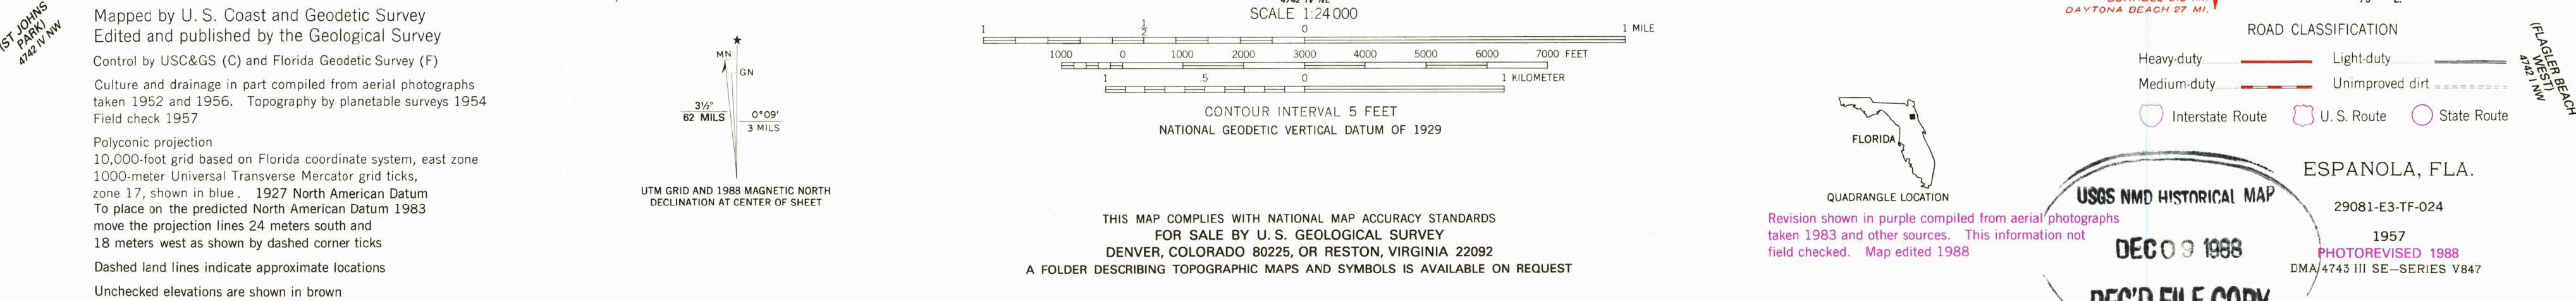 (ST JOHNS
PARK)
4742 IV NW
Mapped by U. S. Coast and Geodetic Survey
Edited and published by the Geological Survey
Control by USC&GS (C) and Florida Geodetic Survey (F)
Culture and drainage in part compiled from aerial photographs
taken 1952 and 1956. Topography by planetable surveys 1954
Field check 1957
Polyconic projection
10,000-foot grid based on Florida coordinate system, east zone
1000-meter Universal Transverse Mercator grid ticks,
zone 17, shown in blue. 1927 North American Datum
To place on the predicted North American Datum 1983
move the projection lines 24 meters south and
18 meters west as shown by dashed corner ticks
Dashed land lines indicate approximate locations
Unchecked elevations are shown in brown
MN
GN
3½°
62 MILS
0°09′
3 MILS
UTM GRID AND 1988 MAGNETIC NORTH
DECLINATION AT CENTER OF SHEET
SCALE 1:24 000
1 ½ 0 1 MILE
1000 0 1000 2000 3000 4000 5000 6000 7000 FEET
1 .5 0 1 KILOMETER
CONTOUR INTERVAL 5 FEET
NATIONAL GEODETIC VERTICAL DATUM OF 1929
THIS MAP COMPLIES WITH NATIONAL MAP ACCURACY STANDARDS
FOR SALE BY U. S. GEOLOGICAL SURVEY
DENVER, COLORADO 80225, OR RESTON, VIRGINIA 22092
A FOLDER DESCRIBING TOPOGRAPHIC MAPS AND SYMBOLS IS AVAILABLE ON REQUEST
FLORIDA
QUADRANGLE LOCATION
Revision shown in purple compiled from aerial photographs
taken 1983 and other sources. This information not
field checked. Map edited 1988
DAYTONA BEACH 27 MI.
ROAD CLASSIFICATION
Heavy-duty Light-duty
Medium-duty Unimproved dirt
Interstate Route U. S. Route State Route
(FLAGLER BEACH
WEST)
4742 I NW
USGS NMD HISTORICAL MAP
DEC 09 1988
REC'D FILE COPY
ESPANOLA, FLA.
29081-E3-TF-024
1957
PHOTOREVISED 1988
DMA 4743 III SE—SERIES V847